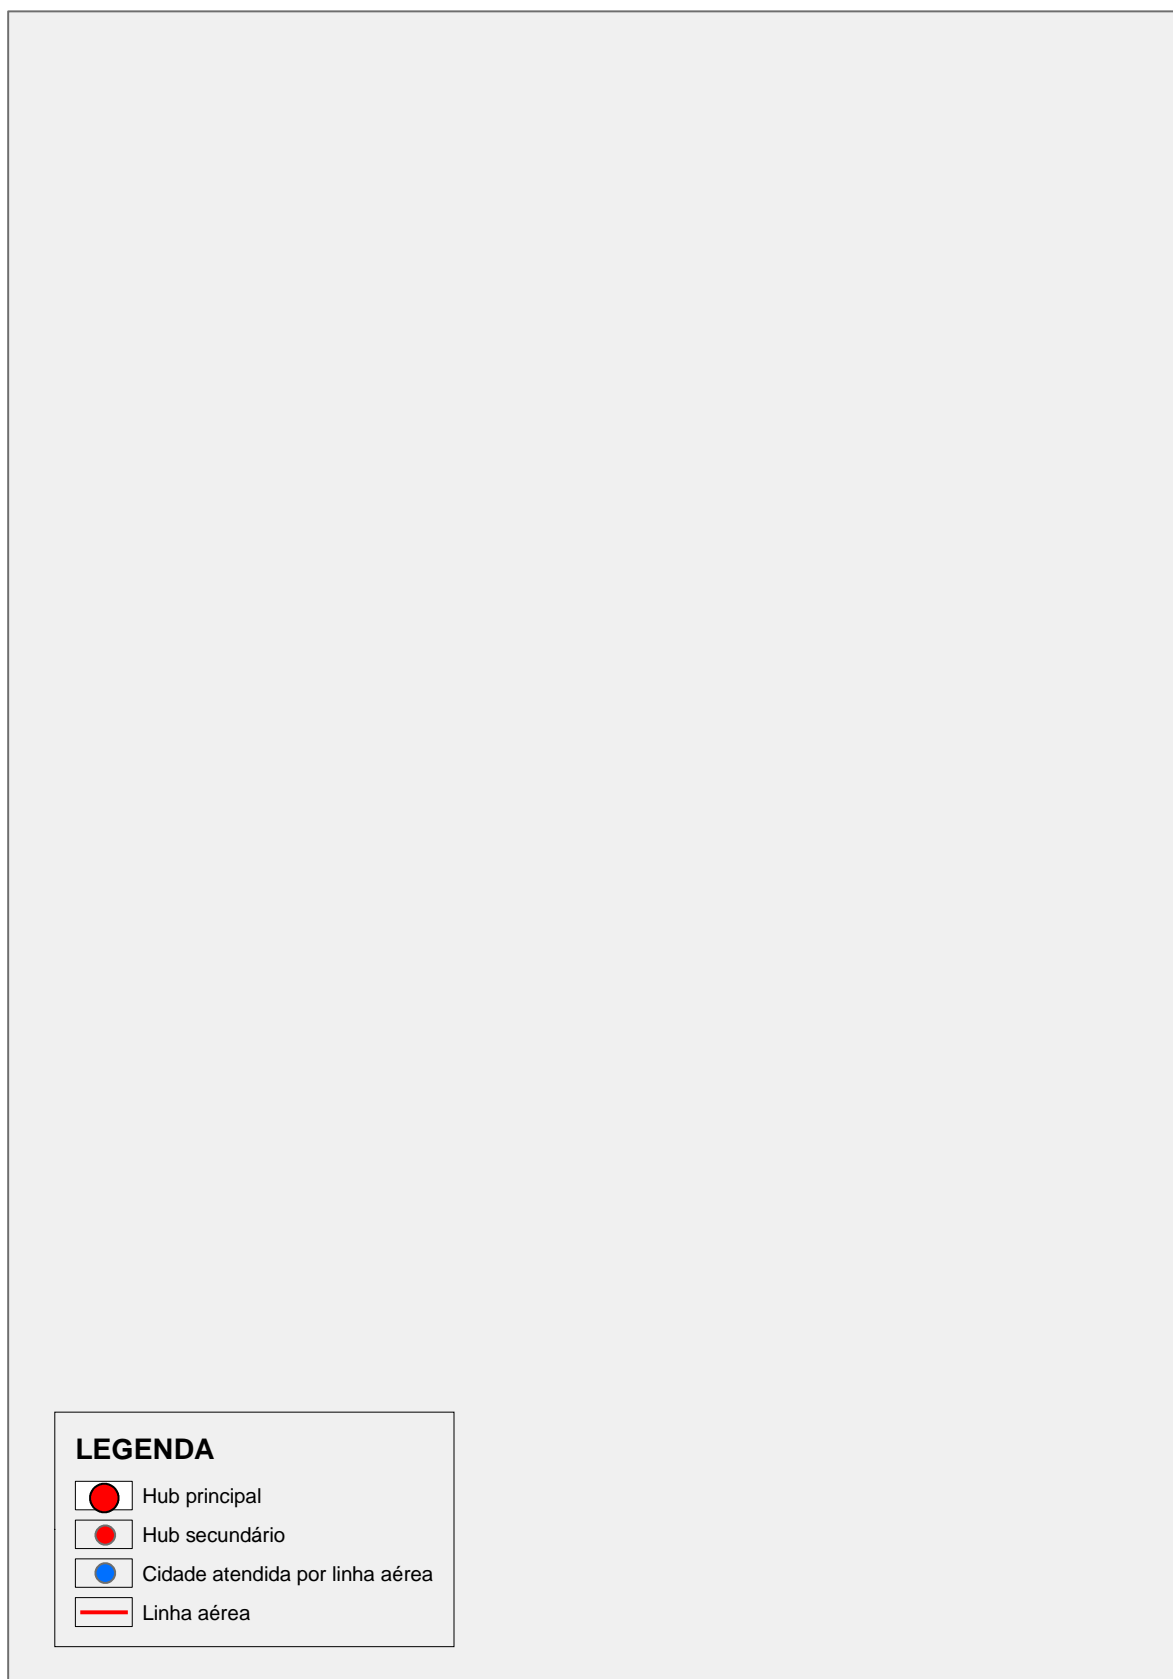 LEGENDA
Hub principal
Hub secundário
Cidade atendida por linha aérea
Linha aérea